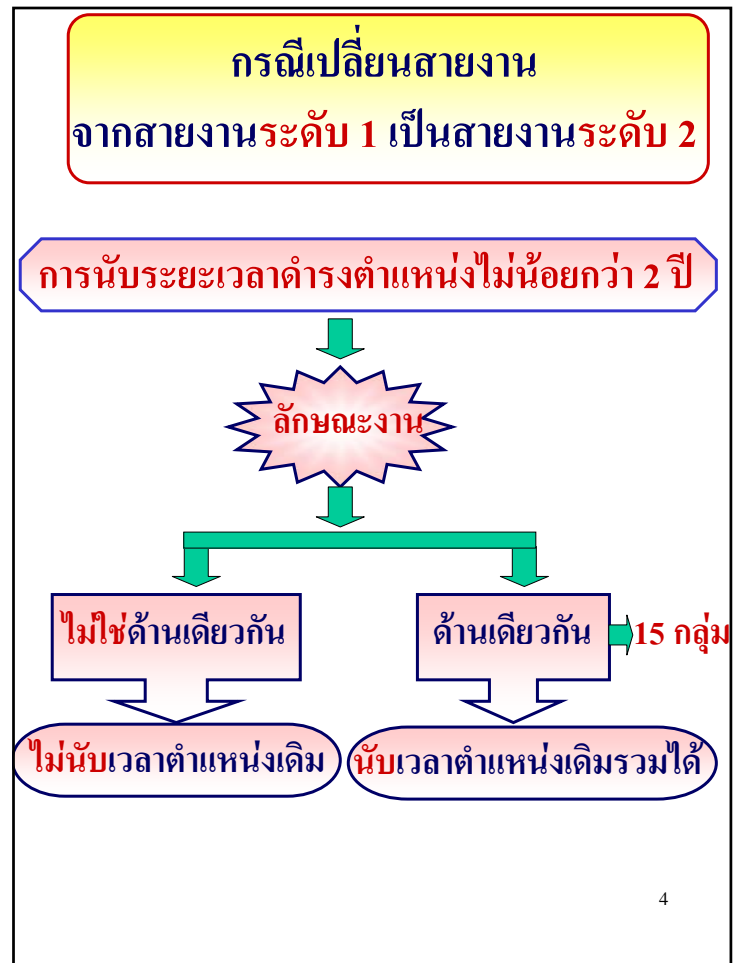 กรณีเปลี่ยนสายงาน
จากสายงานระดับ 1 เป็นสายงานระดับ 2
การนับระยะเวลาดำรงตำแหน่งไม่น้อยกว่า 2 ปี
ลักษณะงาน
ไม่ใช่ด้านเดียวกัน
ด้านเดียวกัน
15 กลุ่ม
ไม่นับเวลาตำแหน่งเดิม
นับเวลาตำแหน่งเดิมรวมได้
4